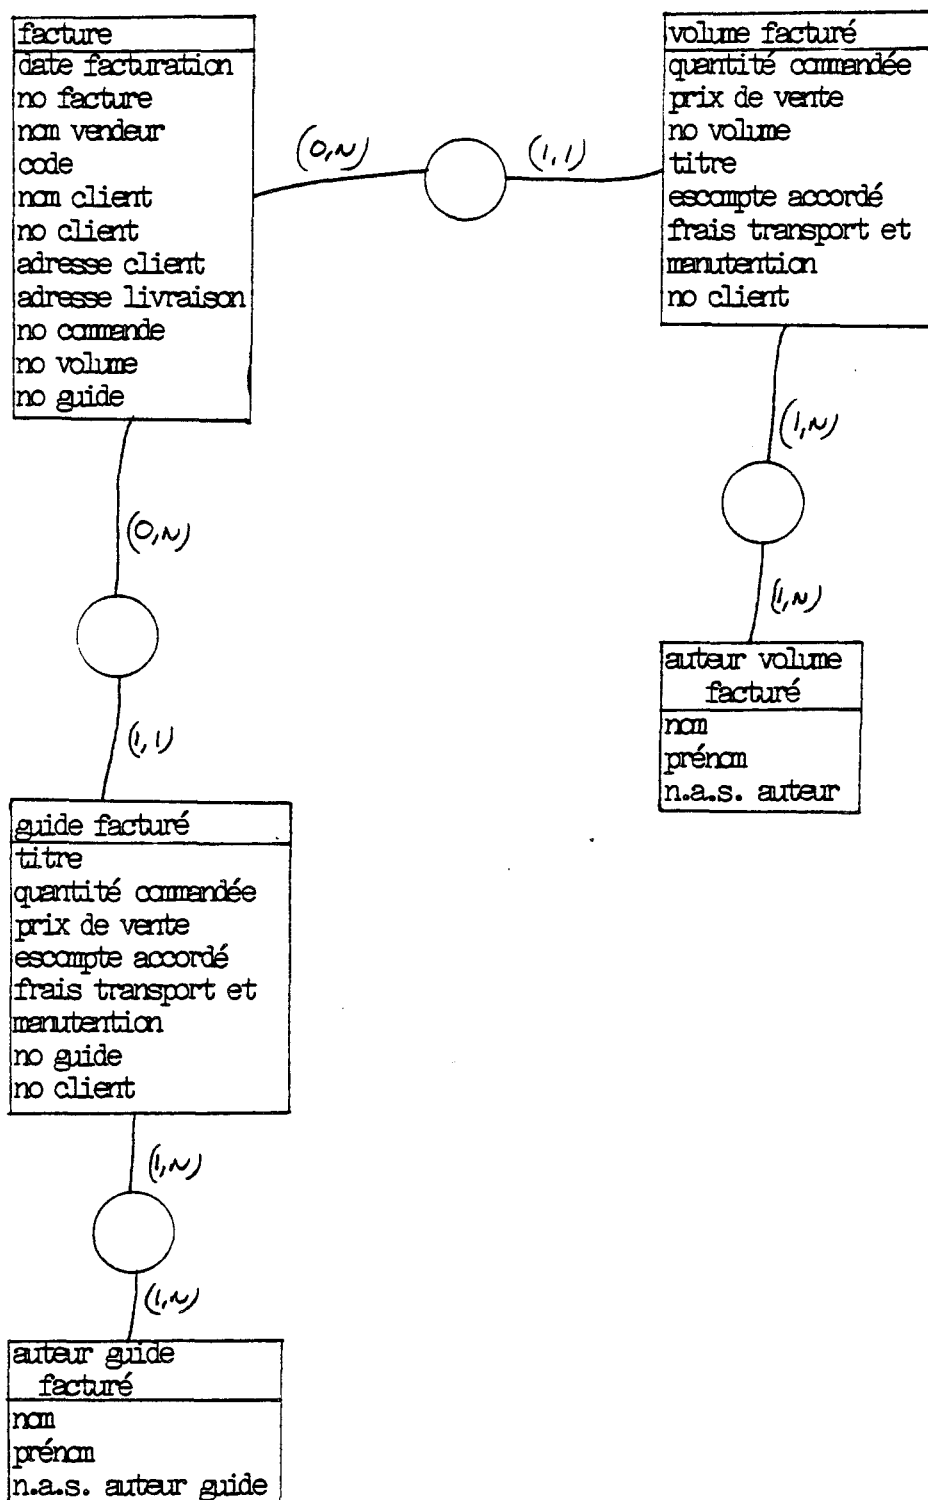 facture
date facturation
no facture
nom vendeur
code
nom client
no client
adresse client
adresse livraison
no commande
no volume
no guide
(0,N)
(1,1)
volume facturé
quantité commandée
prix de vente
no volume
titre
escompte accordé
frais transport et
manutention
no client
(1,N)
(1,N)
auteur volume
facturé
nom
prénom
n.a.s. auteur
(0,N)
(1,1)
guide facturé
titre
quantité commandée
prix de vente
escompte accordé
frais transport et
manutention
no guide
no client
(1,N)
(1,N)
auteur guide
facturé
nom
prénom
n.a.s. auteur guide